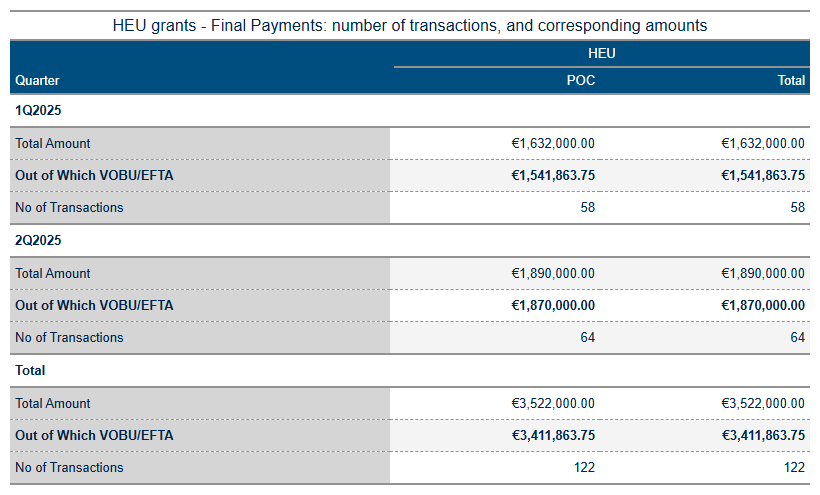 HEU grants - Final Payments: number of transactions, and corresponding amounts
HEU
Quarter POC Total
1Q2025
Total Amount €1,632,000.00 €1,632,000.00
Out of Which VOBU/EFTA €1,541,863.75 €1,541,863.75
No of Transactions 58 58
2Q2025
Total Amount €1,890,000.00 €1,890,000.00
Out of Which VOBU/EFTA €1,870,000.00 €1,870,000.00
No of Transactions 64 64
Total
Total Amount €3,522,000.00 €3,522,000.00
Out of Which VOBU/EFTA €3,411,863.75 €3,411,863.75
No of Transactions 122 122